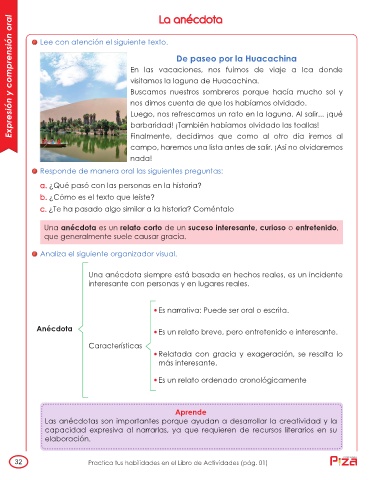 La anécdota
Expresión y comprensión oral
Lee con atención el siguiente texto.
De paseo por la Huacachina
En las vacaciones, nos fuimos de viaje a Ica donde
visitamos la laguna de Huacachina.
Buscamos nuestros sombreros porque hacía mucho sol y
nos dimos cuenta de que los habíamos olvidado.
Luego, nos refrescamos un rato en la laguna. Al salir... ¡qué
barbaridad! ¡También habíamos olvidado las toallas!
Finalmente, decidimos que como al otro día iremos al
campo, haremos una lista antes de salir. ¡Así no olvidaremos
nada!
Responde de manera oral las siguientes preguntas:
a. ¿Qué pasó con las personas en la historia?
b. ¿Cómo es el texto que leíste?
c. ¿Te ha pasado algo similar a la historia? Coméntalo
Una anécdota es un relato corto de un suceso interesante, curioso o entretenido,
que generalmente suele causar gracia.
Analiza el siguiente organizador visual.
Una anécdota siempre está basada en hechos reales, es un incidente
interesante con personas y en lugares reales.
• Es narrativa: Puede ser oral o escrita.
Anécdota
• Es un relato breve, pero entretenido e interesante.
Características
• Relatada con gracia y exageración, se resalta lo
más interesante.
• Es un relato ordenado cronológicamente
Aprende
Las anécdotas son importantes porque ayudan a desarrollar la creatividad y la
capacidad expresiva al narrarlas, ya que requieren de recursos literarios en su
elaboración.
32
Practica tus habilidades en el Libro de Actividades (pág. 01)